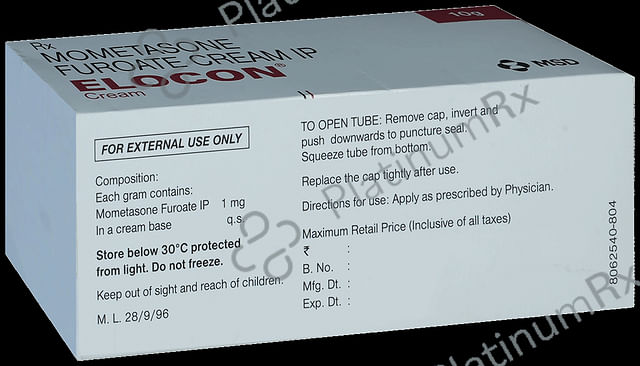 Rx
MOMETASONE
FUROATE CREAM IP
ELOCON®
Cream
10g
MSD
FOR EXTERNAL USE ONLY
Composition:
Each gram contains:
Mometasone Furoate IP 1 mg
In a cream base q.s.
Store below 30°C protected
from light. Do not freeze.
Keep out of sight and reach of children.
M. L. 28/9/96
TO OPEN TUBE: Remove cap, invert and
push downwards to puncture seal.
Squeeze tube from bottom.
Replace the cap tightly after use.
Directions for use: Apply as prescribed by Physician.
Maximum Retail Price (Inclusive of all taxes)
₹ :
B. No. :
Mfg. Dt. :
Exp. Dt. :
8062540-804
PlatinumRx
PlatinumRx
PlatinumRx